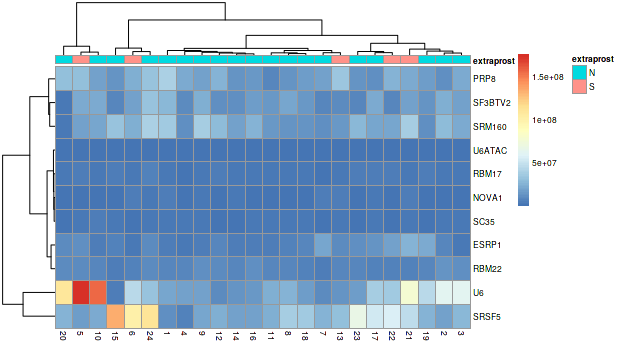 extraprost
PRP8
SF3BTV2
SRM160
U6ATAC
RBM17
NOVA1
SC35
ESRP1
RBM22
U6
SRSF5
20 5 10 15 6 24 1 4 9 12 14 16 11 8 18 7 13 23 17 22 21 19 2 3
1.5e+08
1e+08
5e+07
extraprost
N
S